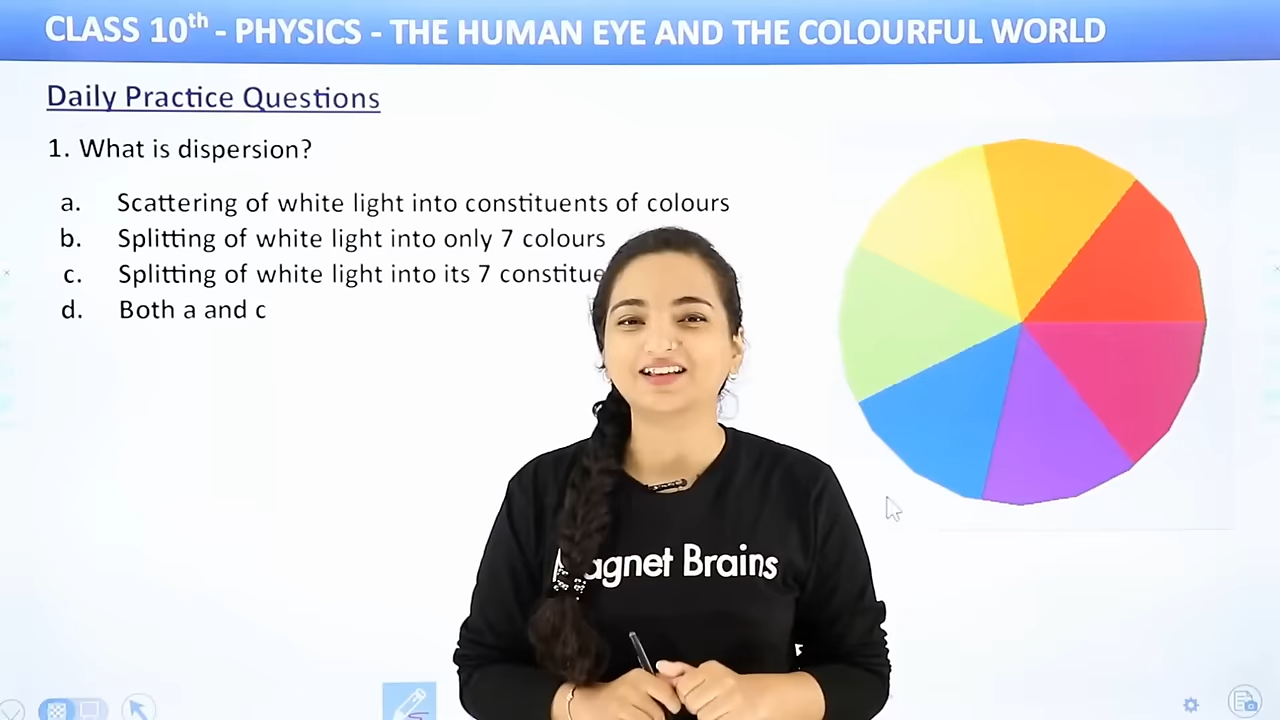 CLASS 10th - PHYSICS - THE HUMAN EYE AND THE COLOURFUL WORLD
Daily Practice Questions
1. What is dispersion?
a. Scattering of white light into constituents of colours
b. Splitting of white light into only 7 colours
c. Splitting of white light into its 7
d. Both a and c
Brains